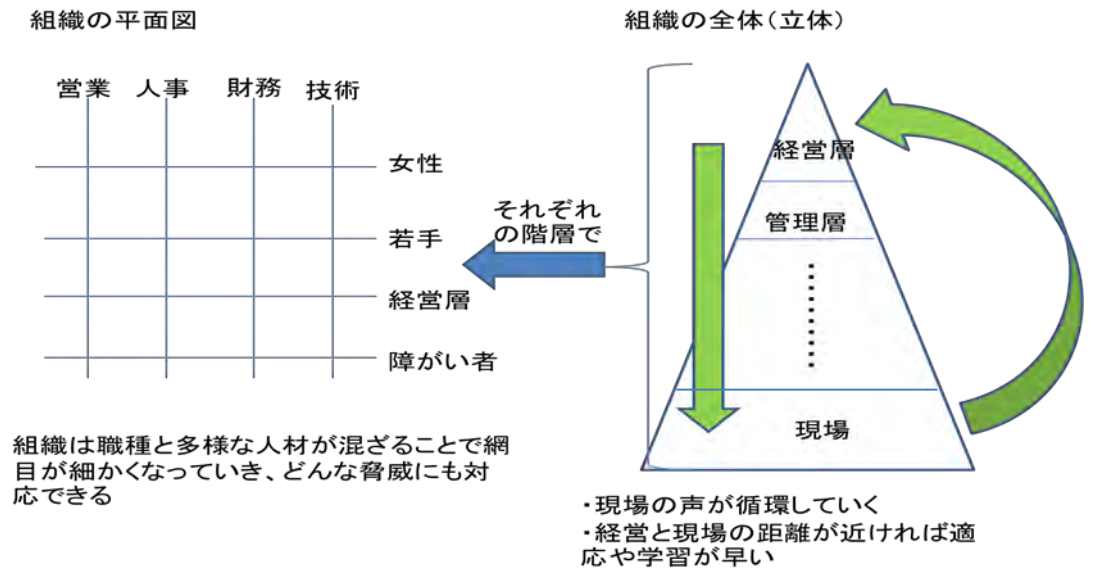 組織の平面図
営業 人事 財務 技術
女性
若手
経営層
障がい者
組織は職種と多様な人材が混ざることで網
目が細かくなっていき、どんな脅威にも対
応できる
それぞれ
の階層で
組織の全体(立体)
経営層
管理層
現場
・現場の声が循環していく
・経営と現場の距離が近ければ適
応や学習が早い